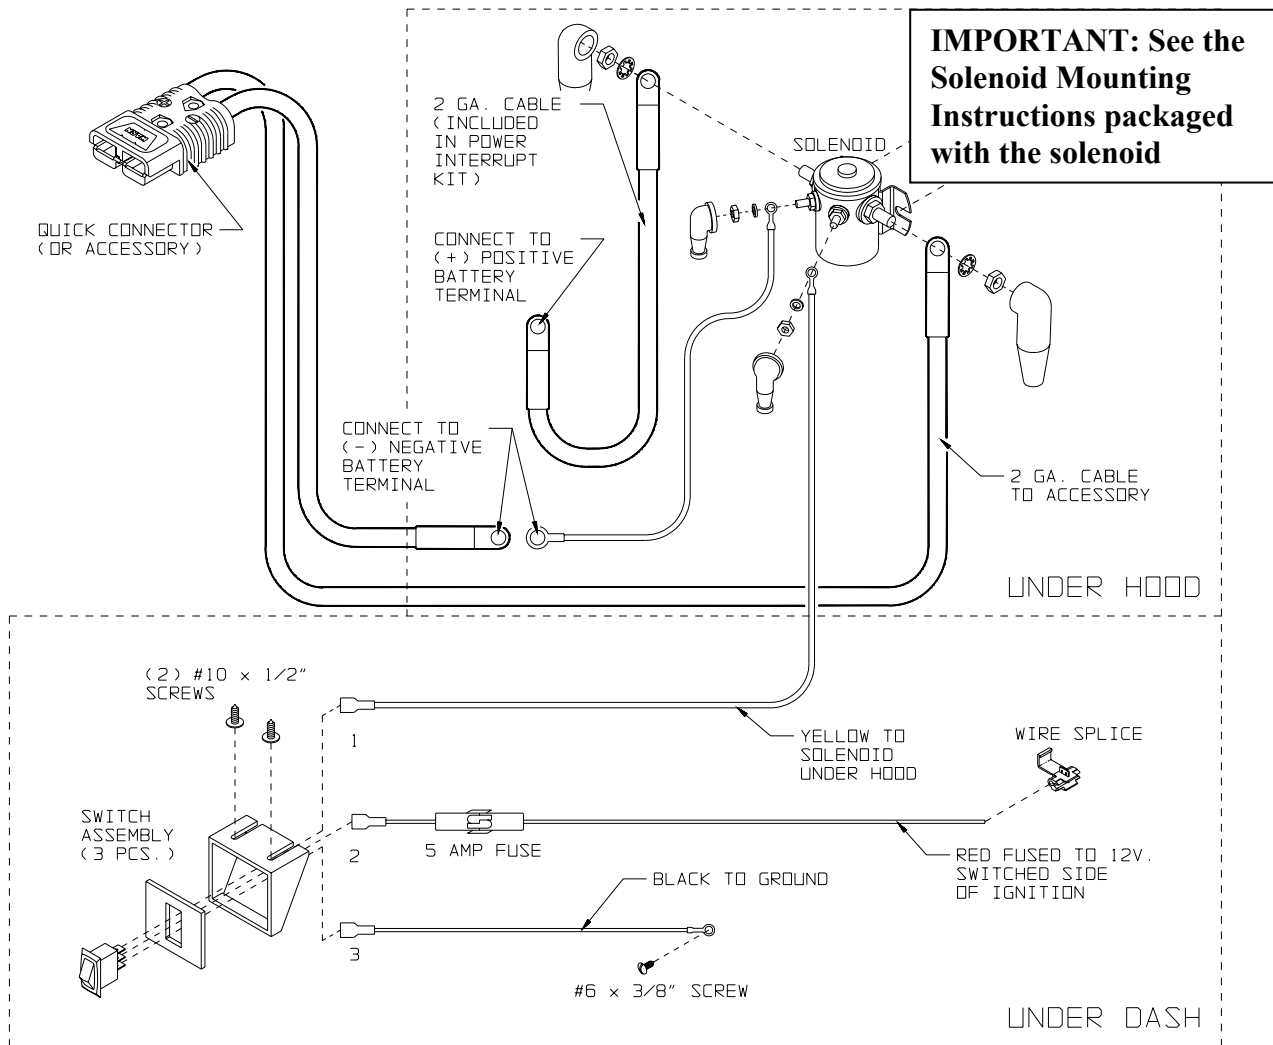 IMPORTANT: See the
Solenoid Mounting
Instructions packaged
with the solenoid
2 GA. CABLE
(INCLUDED
IN POWER
INTERRUPT
KIT)
SOLENOID
QUICK CONNECTOR
(OR ACCESSORY)
CONNECT TO
(+) POSITIVE
BATTERY
TERMINAL
CONNECT TO
(-) NEGATIVE
BATTERY
TERMINAL
2 GA. CABLE
TO ACCESSORY
UNDER HOOD
(2) #10 x 1/2"
SCREWS
1
YELLOW TO
SOLENOID
UNDER HOOD
WIRE SPLICE
SWITCH
ASSEMBLY
(3 PCS.)
2
5 AMP FUSE
RED FUSED TO 12V.
SWITCHED SIDE
OF IGNITION
BLACK TO GROUND
3
#6 x 3/8" SCREW
UNDER DASH